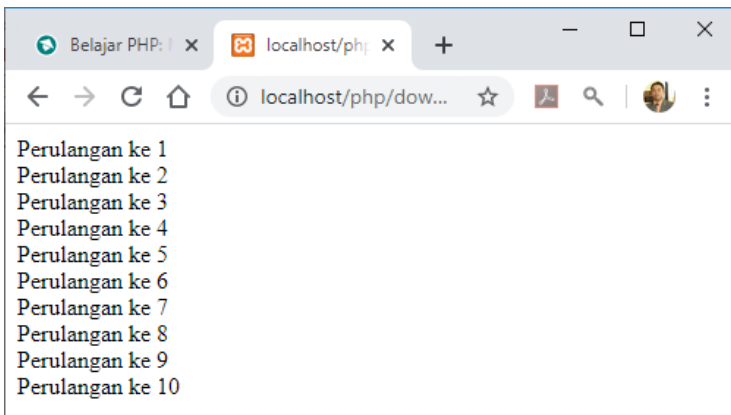 Belajar PHP:
localhost/php
localhost/php/dow...
Perulangan ke 1
Perulangan ke 2
Perulangan ke 3
Perulangan ke 4
Perulangan ke 5
Perulangan ke 6
Perulangan ke 7
Perulangan ke 8
Perulangan ke 9
Perulangan ke 10